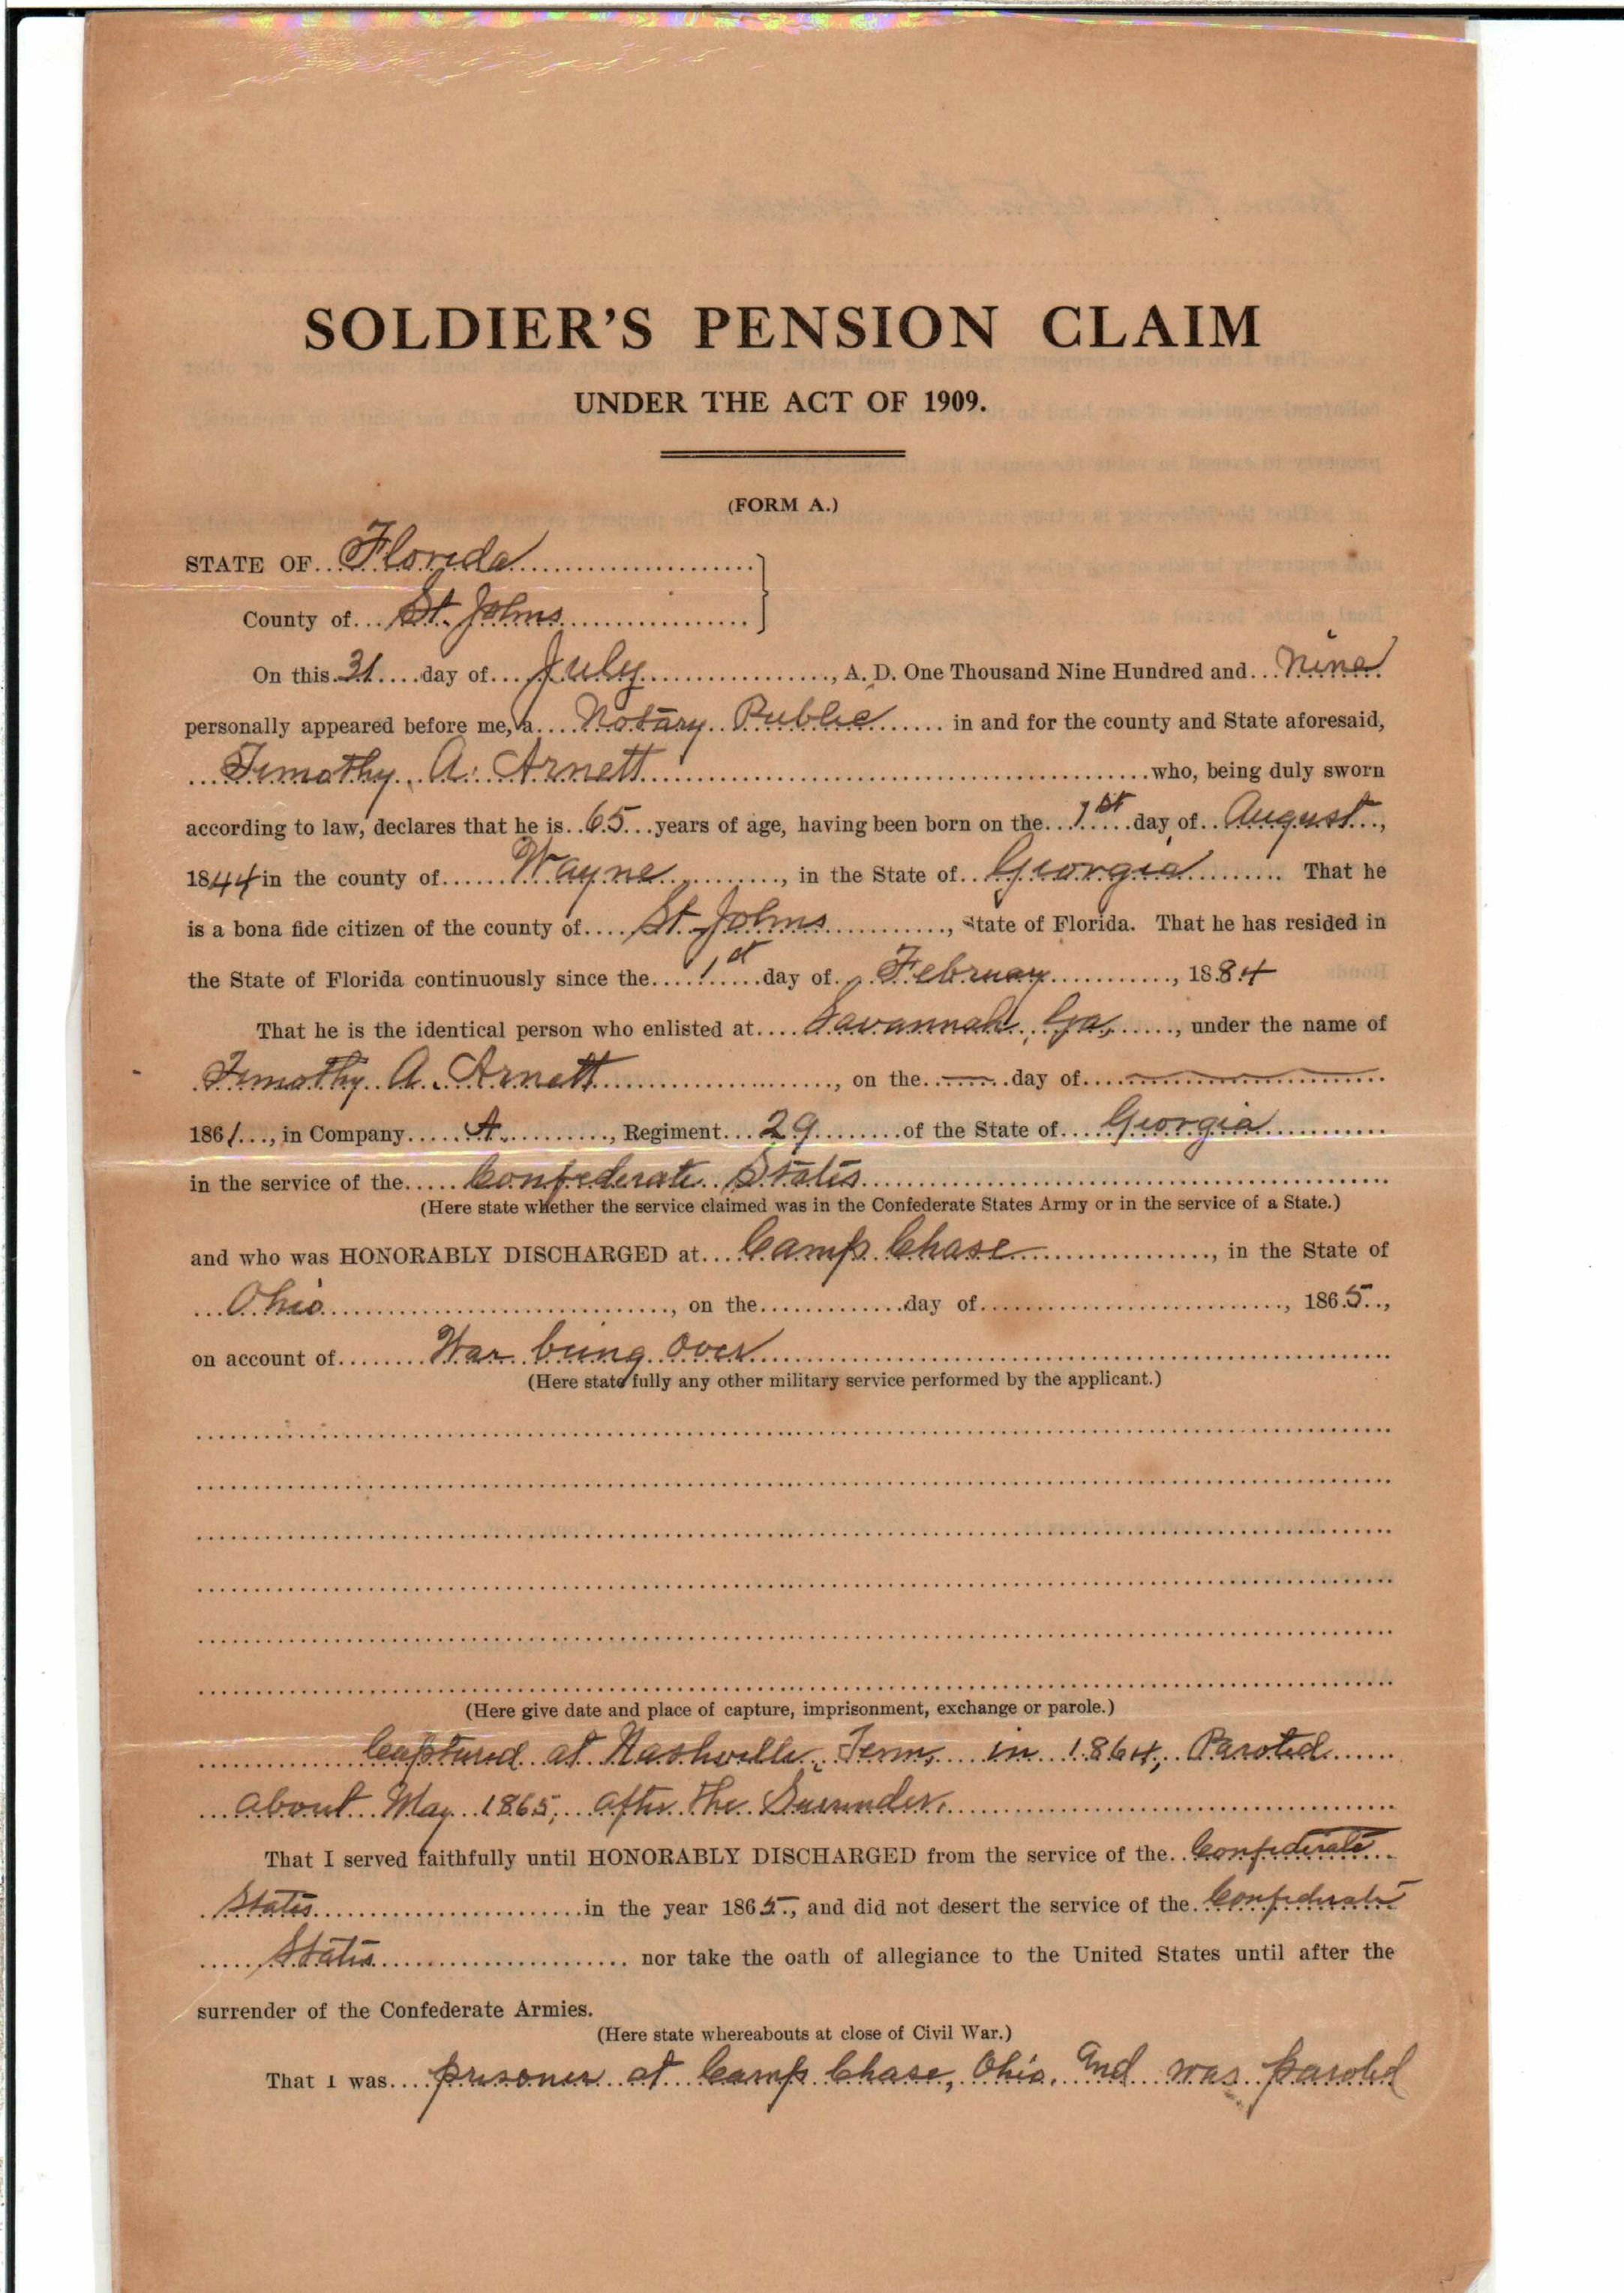 SOLDIER'S PENSION CLAIM
UNDER THE ACT OF 1909.
(FORM A.)
STATE OF Florida
County of St. Johns
On this 31 day of July, A. D. One Thousand Nine Hundred and Nine
personally appeared before me, a Notary Public in and for the county and State aforesaid,
Timothy A. Arnett who, being duly sworn
according to law, declares that he is 65 years of age, having been born on the 1st day of August,
1844 in the county of Wayne, in the State of Georgia That he
is a bona fide citizen of the county of St. Johns, State of Florida. That he has resided in
the State of Florida continuously since the 1st day of Februay, 1884
That he is the identical person who enlisted at Savannah, Ga, under the name of
Timothy A. Arnett, on the — day of —
1861, in Company A., Regiment 29 of the State of Georgia
in the service of the Confederate States
(Here state whether the service claimed was in the Confederate States Army or in the service of a State.)
and who was HONORABLY DISCHARGED at Camp Chase, in the State of
Ohio, on the day of, 1865,
on account of War being over
(Here state fully any other military service performed by the applicant.)
(Here give date and place of capture, imprisonment, exchange or parole.)
Captured at Nashville, Tenn, in 1864, Paroled
about May 1865, after the Surrender.
That I served faithfully until HONORABLY DISCHARGED from the service of the Confederate
States in the year 1865, and did not desert the service of the Confederate
States nor take the oath of allegiance to the United States until after the
surrender of the Confederate Armies.
(Here state whereabouts at close of Civil War.)
That I was prisoner at Camp Chase, Ohio. And was paroled